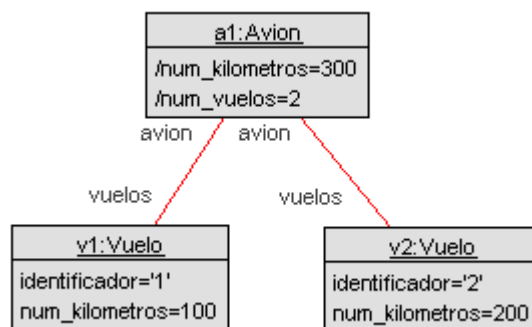 a1:Avion
/num_kilometros=300
/num_vuelos=2
avion avion
vuelos vuelos
v1:Vuelo
identificador='1'
num_kilometros=100
v2:Vuelo
identificador='2'
num_kilometros=200